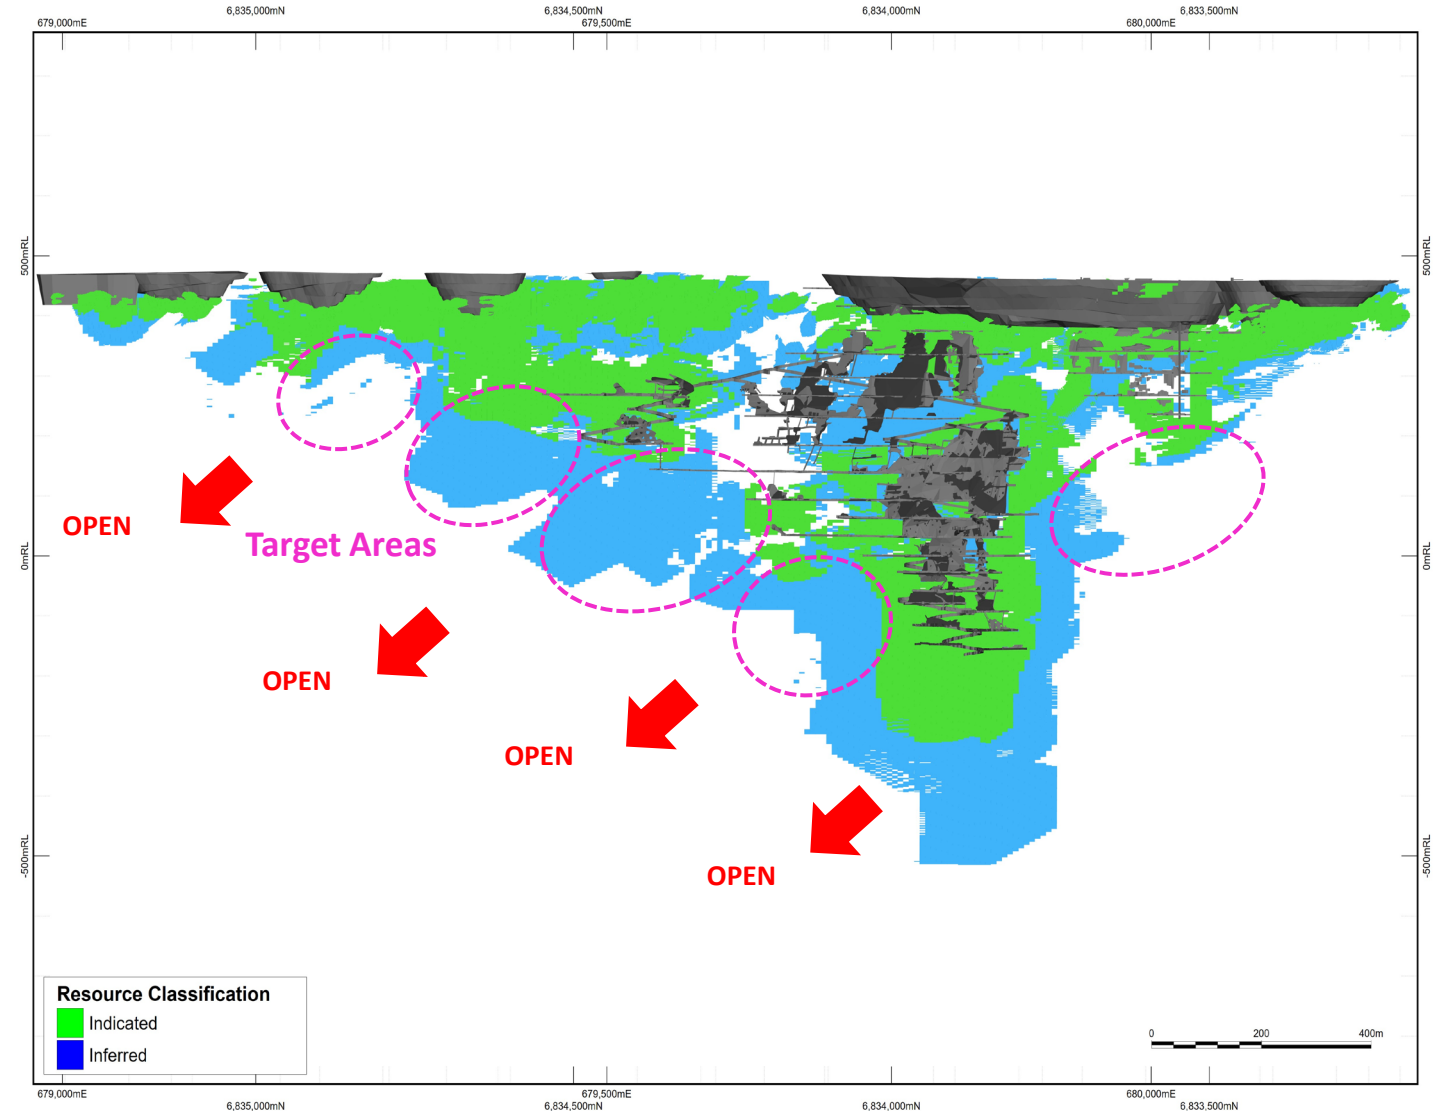 6,835,000mN 6,834,500mN 6,834,000mN 6,833,500mN
679,000mE 679,500mE 680,000mE
500mRL 500mRL
OPEN
Target Areas
0mRL 0mRL
OPEN
OPEN
-500mRL -500mRL
OPEN
Resource Classification
Indicated
Inferred
0 200 400m
679,000mE 679,500mE 680,000mE
6,835,000mN 6,834,500mN 6,834,000mN 6,833,500mN